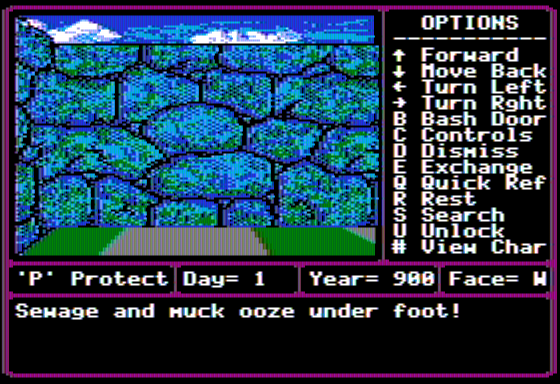 OPTIONS
------------
↑ Forward
↓ Move Back
← Turn Left
→ Turn Rght
B Bash Door
C Controls
D Dismiss
E Exchange
Q Quick Ref
R Rest
S Search
U Unlock
# View Char
'P' Protect Day= 1 Year= 900 Face= W
Sewage and muck ooze under foot!